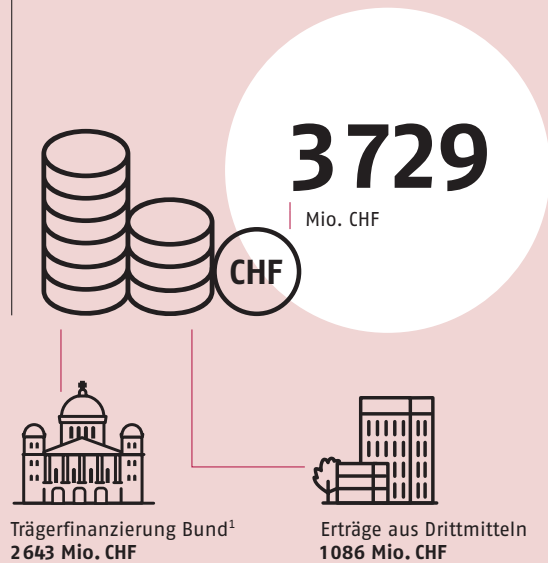 3729
Mio. CHF
CHF
Trägerfinanzierung Bund¹
2643 Mio. CHF
Erträge aus Drittmitteln
1086 Mio. CHF